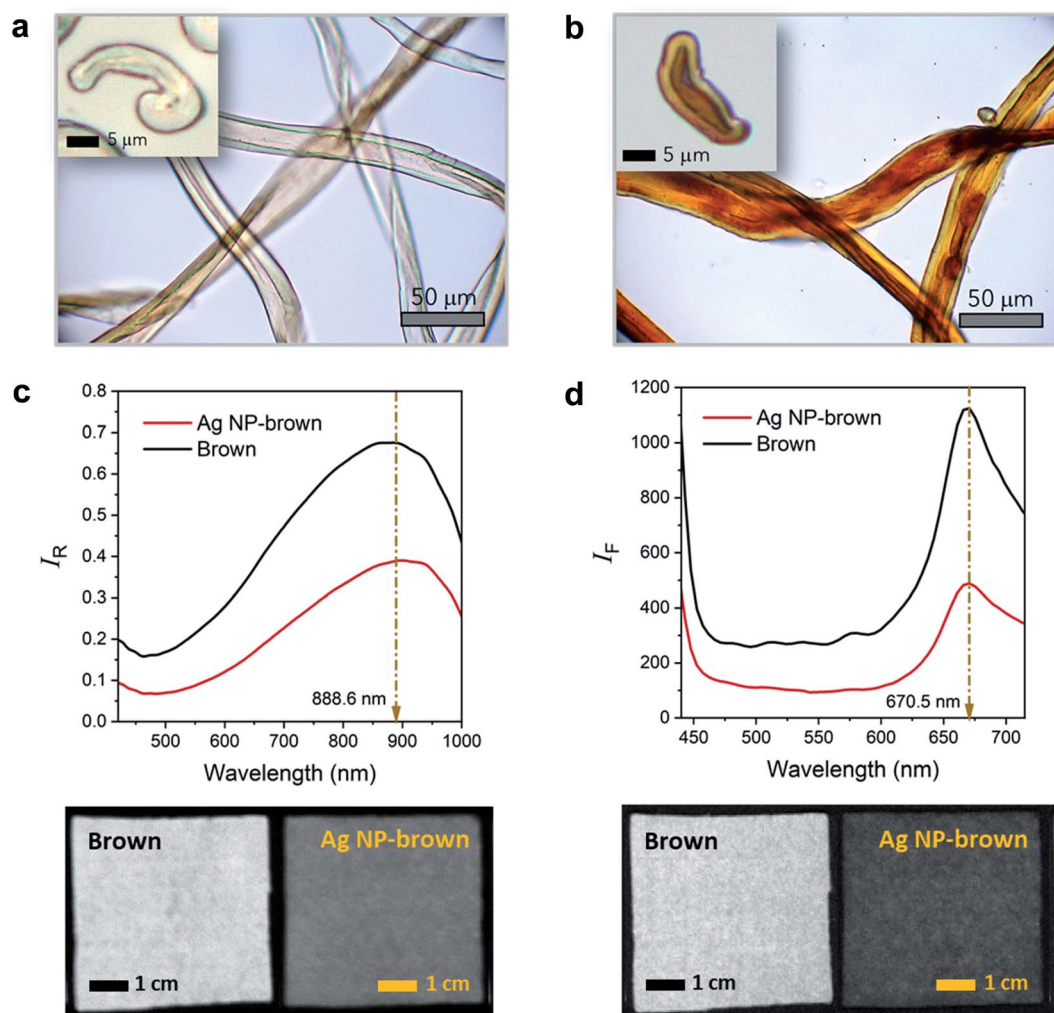 a
5 μm
50 μm
b
5 μm
50 μm
c
0.8
0.7
0.6
0.5
0.4
0.3
0.2
0.1
0.0
I_R
Ag NP-brown
Brown
888.6 nm
500 600 700 800 900 1000
Wavelength (nm)
d
1200
1000
800
600
400
200
0
I_F
Ag NP-brown
Brown
670.5 nm
450 500 550 600 650 700
Wavelength (nm)
Brown
Ag NP-brown
1 cm
1 cm
Brown
Ag NP-brown
1 cm
1 cm